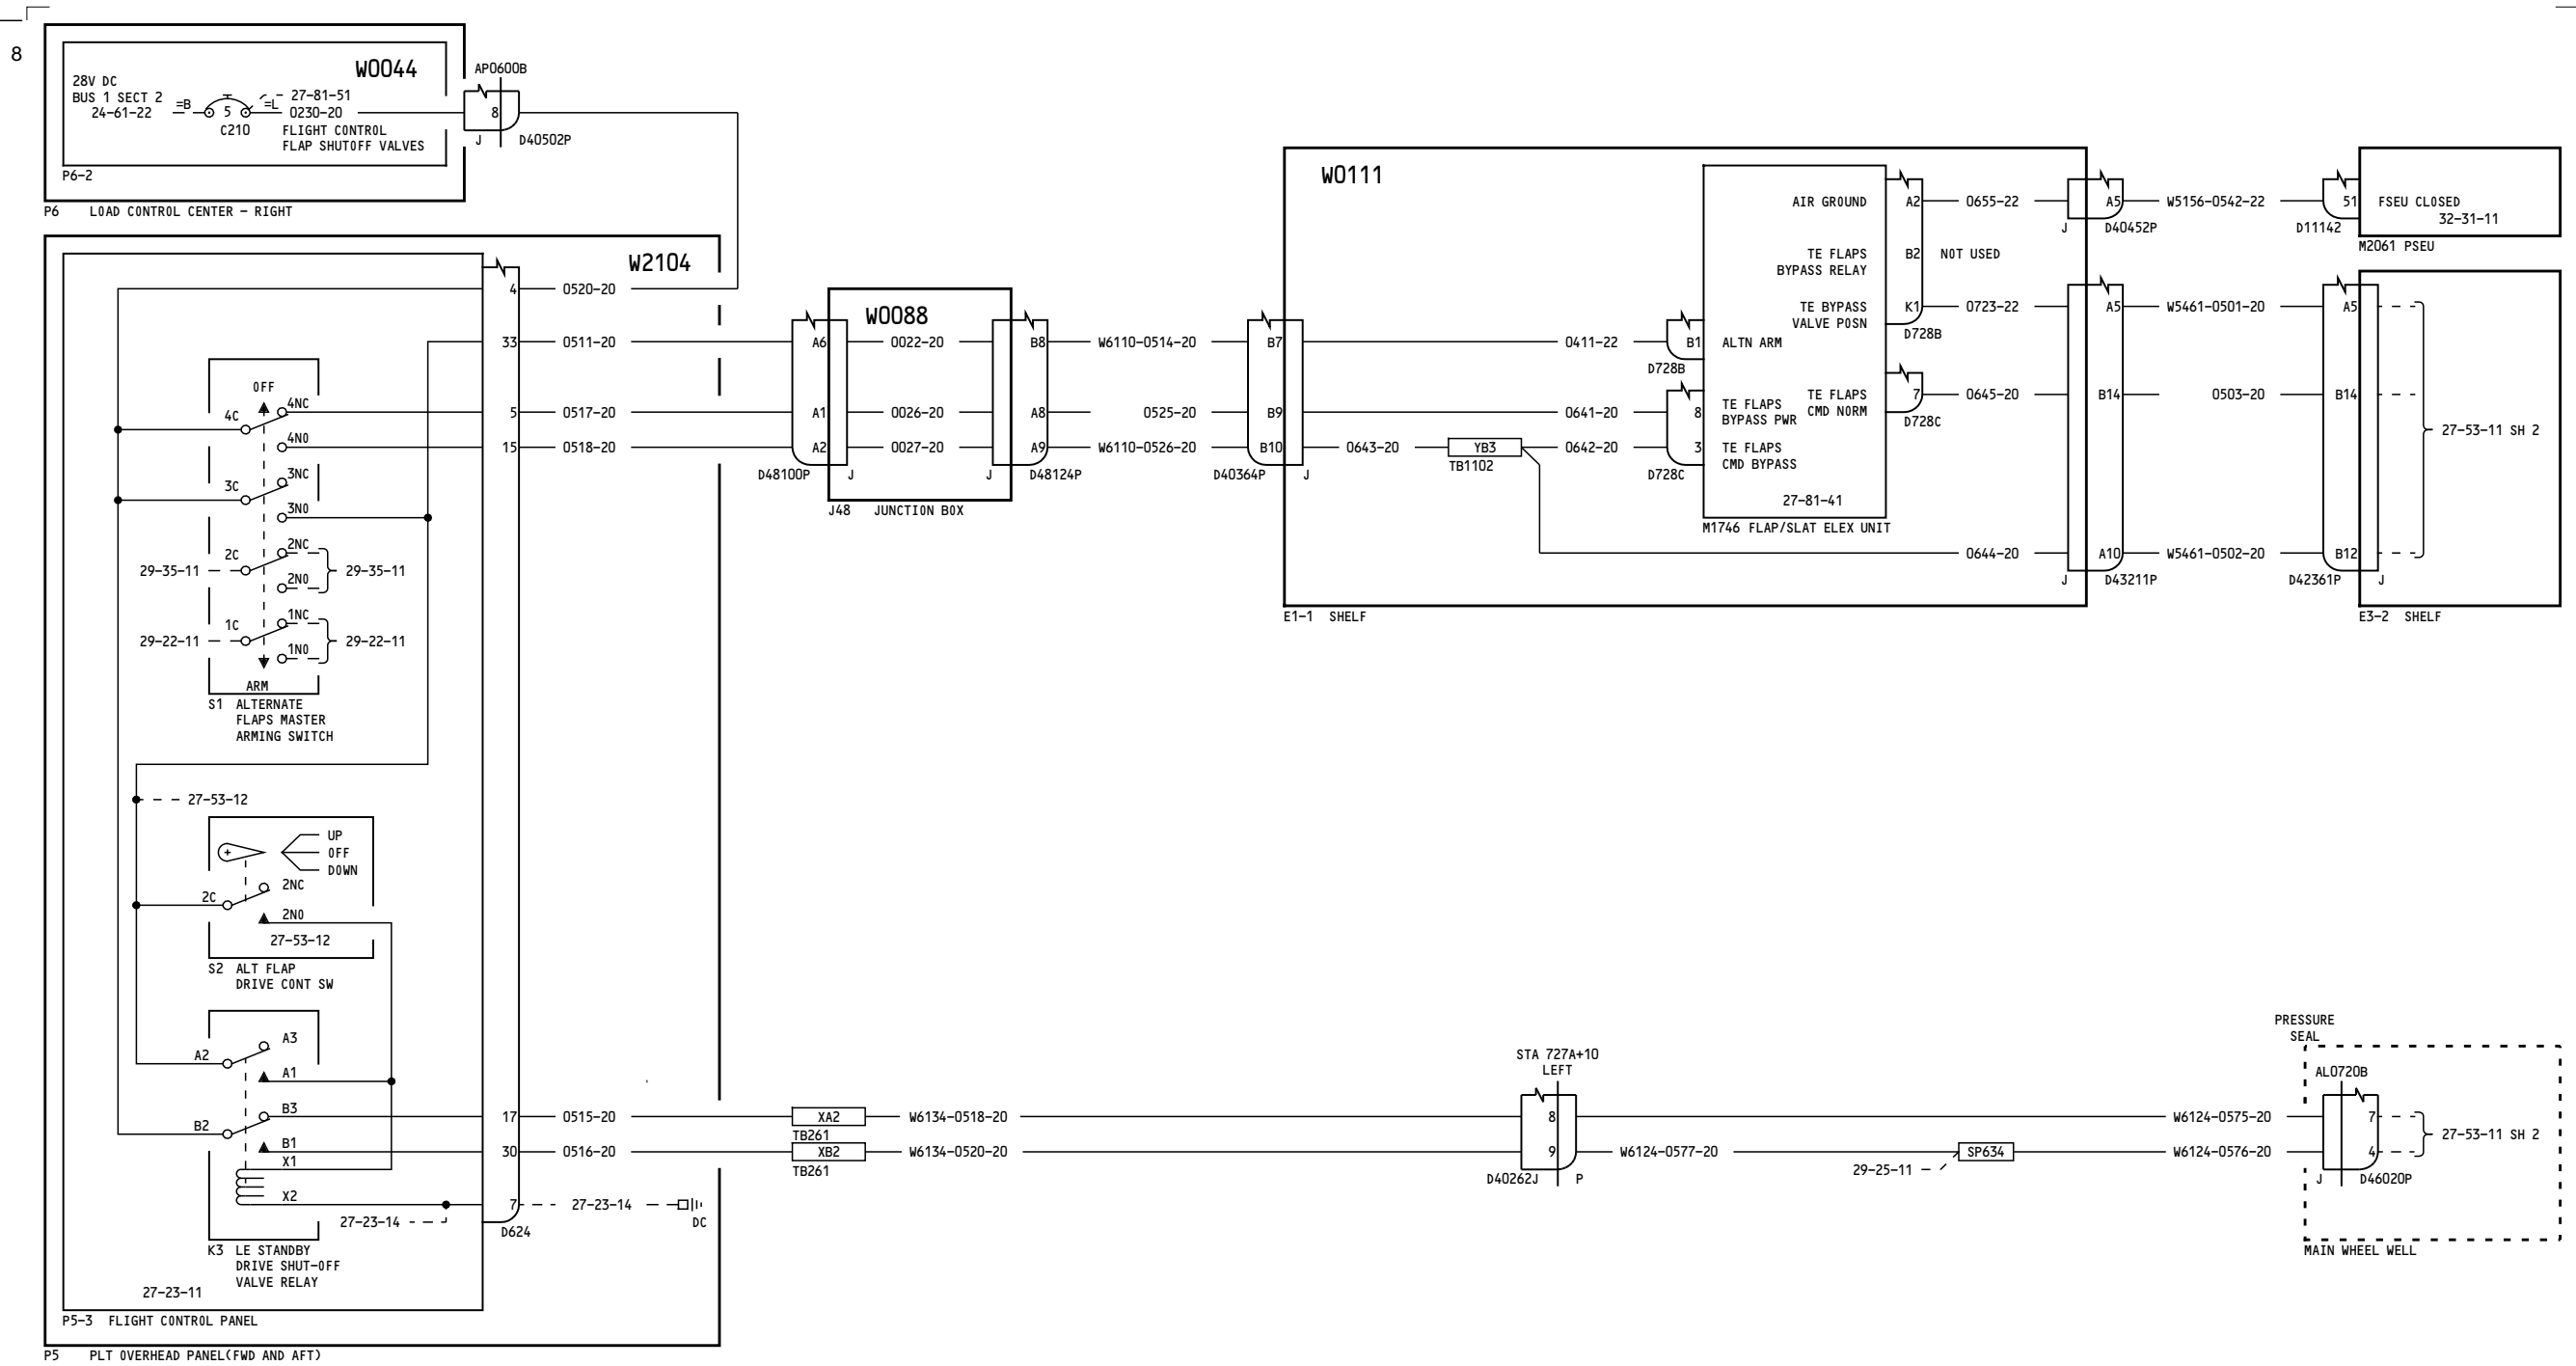 8
W0044
28V DC
BUS 1 SECT 2
24-61-22
=B
5
C210
=L
27-81-51
0230-20
FLIGHT CONTROL
FLAP SHUTOFF VALVES
P6-2
P6 LOAD CONTROL CENTER - RIGHT
AP0600B
8
J D40502P
W2104
4 0520-20
33 0511-20
5 0517-20
15 0518-20
OFF
4C 4NC
4NO
3C 3NC
3NO
29-35-11 2C 2NC
2NO
29-35-11
29-22-11 1C 1NC
1NO
29-22-11
ARM
S1 ALTERNATE
FLAPS MASTER
ARMING SWITCH
27-53-12
UP
OFF
DOWN
2C 2NC
2NO
27-53-12
S2 ALT FLAP
DRIVE CONT SW
A2 A3
A1
B2 B3
B1
X1
X2
27-23-14
K3 LE STANDBY
DRIVE SHUT-OFF
VALVE RELAY
27-23-11
P5-3 FLIGHT CONTROL PANEL
P5 PLT OVERHEAD PANEL(FWD AND AFT)
17 0515-20
30 0516-20
7 27-23-14
DC
D624
A6
A1
A2
D48100P J
W0088
0022-20
0026-20
0027-20
J48 JUNCTION BOX
B8
A8
A9
J D48124P
W6110-0514-20
0525-20
W6110-0526-20
B7
B9
B10
D40364P J
W0111
0411-22
0641-20
0643-20
YB3
TB1102
0642-20
B1
D728B
8
3
D728C
ALTN ARM
TE FLAPS
BYPASS PWR
TE FLAPS
CMD BYPASS
AIR GROUND
TE FLAPS
BYPASS RELAY
TE BYPASS
VALVE POSN
TE FLAPS
CMD NORM
27-81-41
M1746 FLAP/SLAT ELEX UNIT
A2
B2 NOT USED
K1
D728B
7
D728C
0655-22
0723-22
0645-20
0644-20
E1-1 SHELF
A5
J D40452P
A5
B14
A10
J D43211P
W5156-0542-22
W5461-0501-20
0503-20
W5461-0502-20
51
D11142
FSEU CLOSED
32-31-11
M2061 PSEU
A5
B14
B12
D42361P J
27-53-11 SH 2
E3-2 SHELF
XA2
TB261
XB2
TB261
W6134-0518-20
W6134-0520-20
STA 727A+10
LEFT
8
9
D40262J P
W6124-0577-20
29-25-11
SP634
W6124-0575-20
W6124-0576-20
PRESSURE
SEAL
AL0720B
7
4
J D46020P
27-53-11 SH 2
MAIN WHEEL WELL